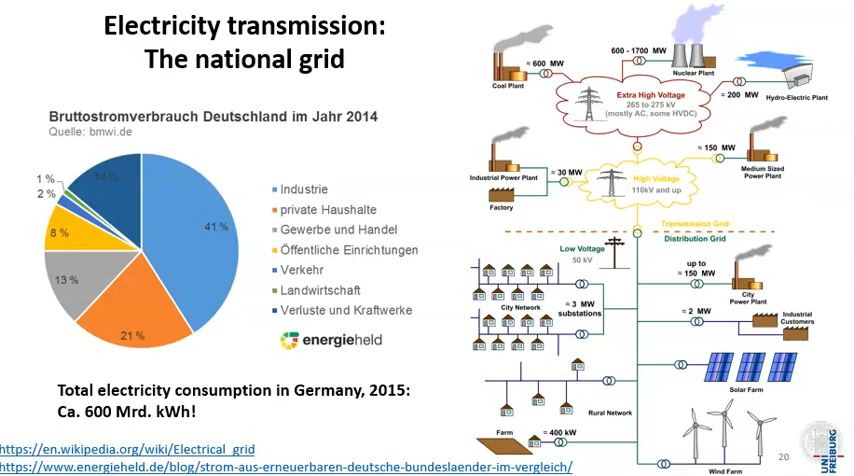 Electricity transmission:
The national grid
Bruttostromverbrauch Deutschland im Jahr 2014
Quelle: bmwi.de
14 %
1 %
2 %
8 %
13 %
21 %
41 %
Industrie
private Haushalte
Gewerbe und Handel
Öffentliche Einrichtungen
Verkehr
Landwirtschaft
Verluste und Kraftwerke
energieheld
Total electricity consumption in Germany, 2015:
Ca. 600 Mrd. kWh!
https://en.wikipedia.org/wiki/Electrical_grid
https://www.energieheld.de/blog/strom-aus-erneuerbaren-deutsche-bundeslaender-im-vergleich/
≈ 600 MW
Coal Plant
600 - 1700 MW
Nuclear Plant
≈ 200 MW
Hydro-Electric Plant
Extra High Voltage
265 to 275 kV
(mostly AC, some HVDC)
Industrial Power Plant
≈ 30 MW
Factory
High Voltage
110kV and up
≈ 150 MW
Medium Sized
Power Plant
Transmission Grid
Distribution Grid
Low Voltage
50 kV
City Network
≈ 3 MW
substations
up to
≈ 150 MW
City
Power Plant
≈ 2 MW
Industrial
Customers
Solar Farm
Rural Network
Farm
≈ 400 kW
Wind Farm
20
UNI
FREIBURG